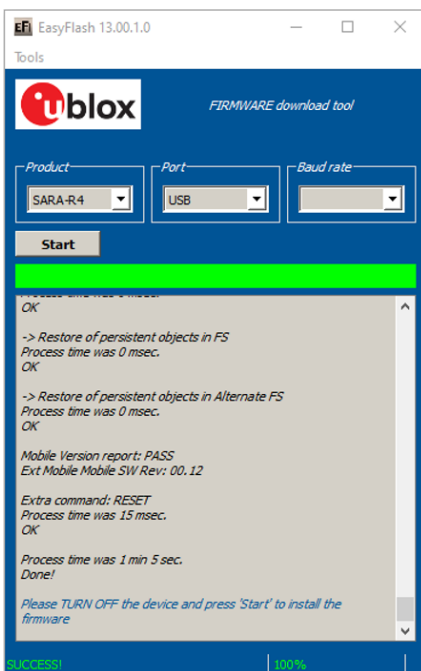 EFi EasyFlash 13.00.1.0
Tools
ublox
FIRMWARE download tool
Product
Port
Baud rate
SARA-R4
USB
Start
OK
-> Restore of persistent objects in FS
Process time was 0 msec.
OK
-> Restore of persistent objects in Alternate FS
Process time was 0 msec.
OK
Mobile Version report: PASS
Ext Mobile Mobile SW Rev: 00.12
Extra command: RESET
Process time was 15 msec.
OK
Process time was 1 min 5 sec.
Done!
Please TURN OFF the device and press 'Start' to install the
firmware
SUCCESS!
100%